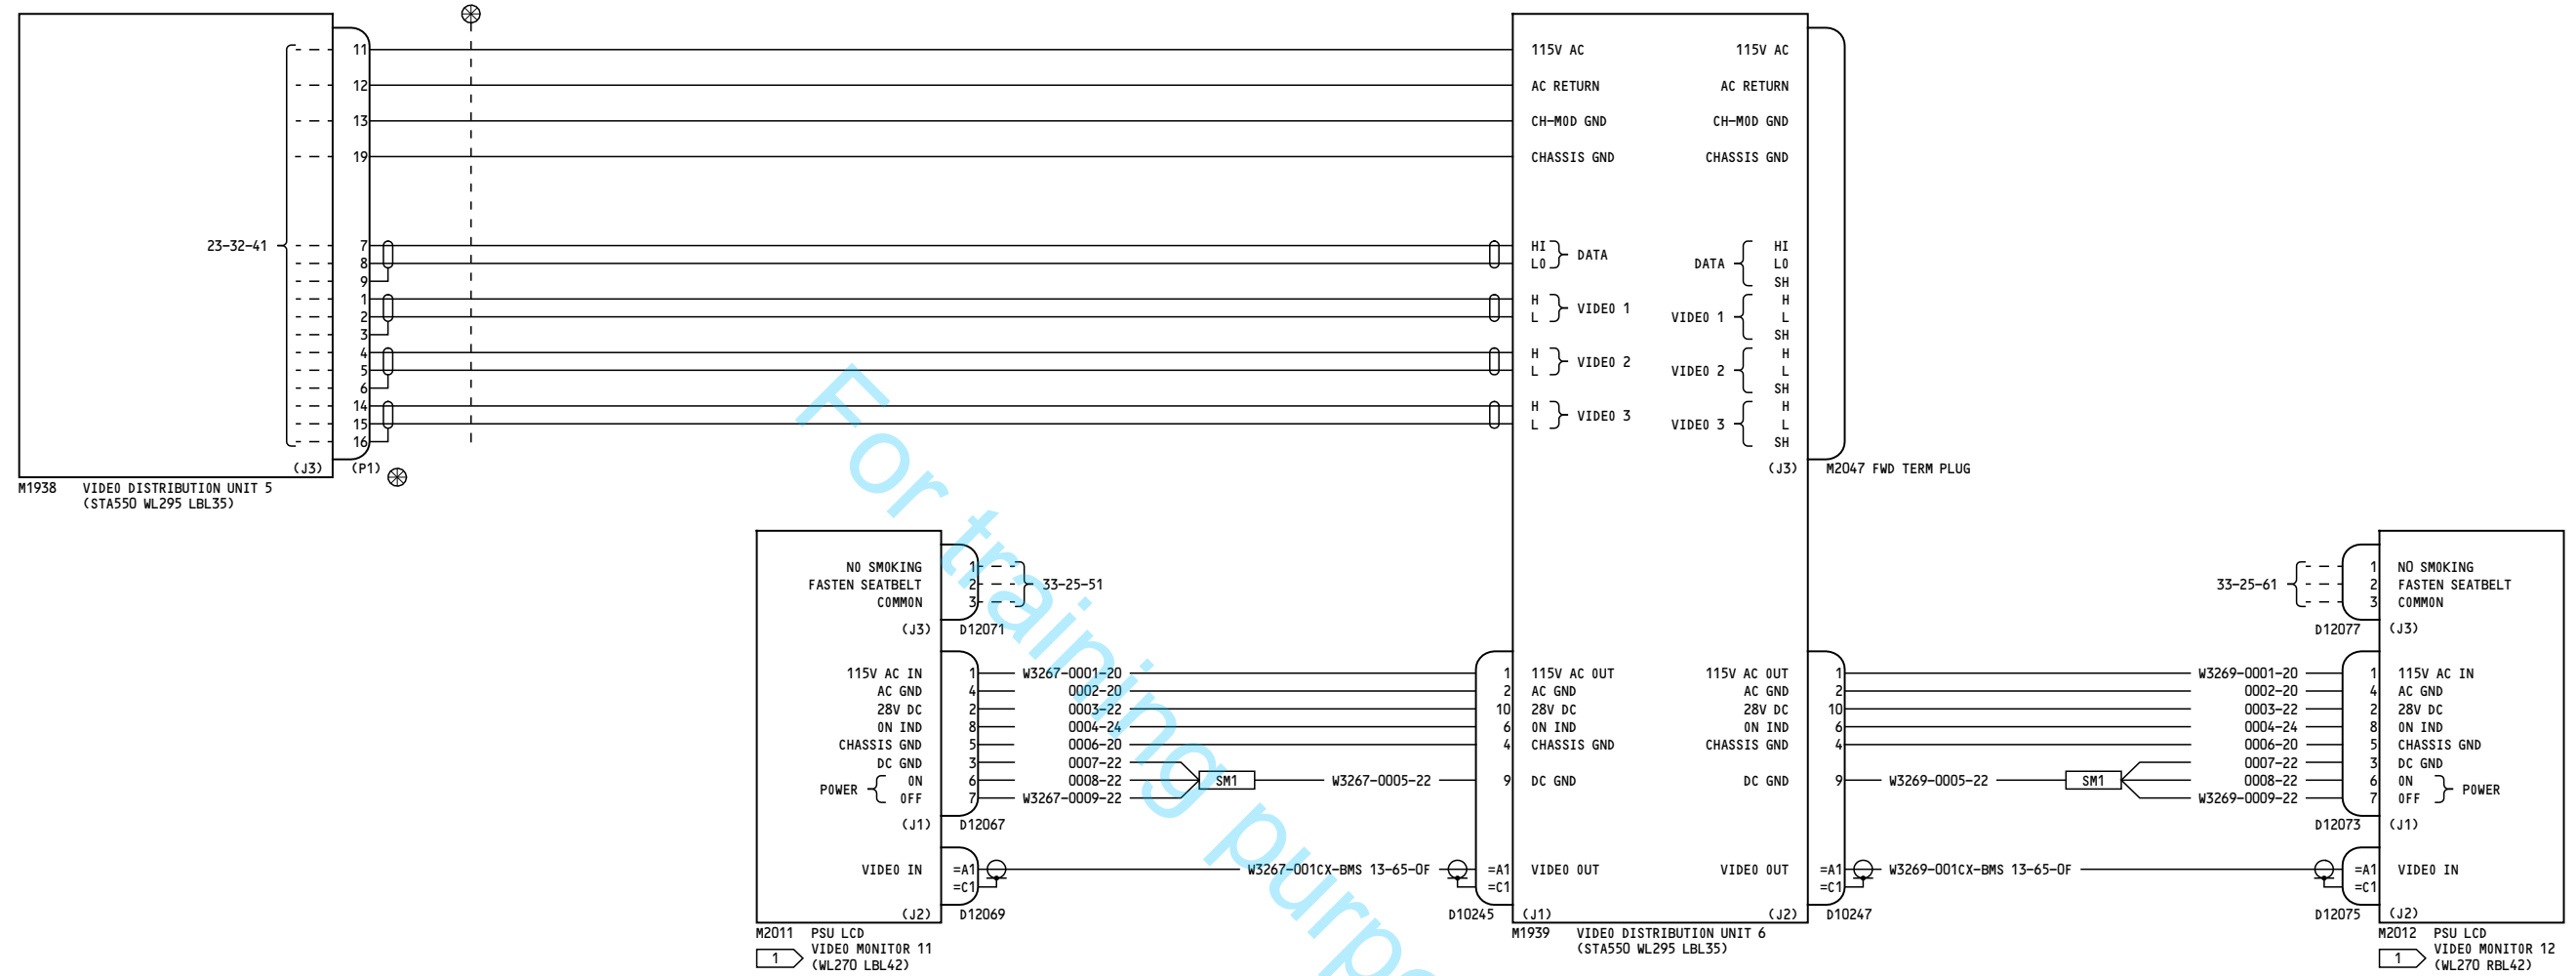 11
12
13
19
23-32-41
7
8
9
1
2
3
4
5
6
14
15
16
(J3) (P1)
M1938 VIDEO DISTRIBUTION UNIT 5
(STA550 WL295 LBL35)
115V AC 115V AC
AC RETURN AC RETURN
CH-MOD GND CH-MOD GND
CHASSIS GND CHASSIS GND
HI HI
LO DATA DATA LO
SH
H H
L VIDEO 1 VIDEO 1 L
SH
H H
L VIDEO 2 VIDEO 2 L
SH
H H
L VIDEO 3 VIDEO 3 L
SH
(J3) M2047 FWD TERM PLUG
NO SMOKING 1
FASTEN SEATBELT 2 33-25-51
COMMON 3
(J3) D12071
115V AC IN 1 W3267-0001-20 1 115V AC OUT
AC GND 4 0002-20 2 AC GND
28V DC 2 0003-22 10 28V DC
ON IND 8 0004-24 6 ON IND
CHASSIS GND 5 0006-20 4 CHASSIS GND
DC GND 3 0007-22
POWER ON 6 0008-22 SM1 W3267-0005-22 9 DC GND
OFF 7 W3267-0009-22
(J1) D12067
VIDEO IN =A1 W3267-001CX-BMS 13-65-0F =A1 VIDEO OUT
=C1 =C1
(J2) D12069 D10245 (J1)
M2011 PSU LCD
1 VIDEO MONITOR 11
(WL270 LBL42)
M1939 VIDEO DISTRIBUTION UNIT 6
(STA550 WL295 LBL35)
1 NO SMOKING
33-25-61 2 FASTEN SEATBELT
3 COMMON
D12077 (J3)
115V AC OUT 1 W3269-0001-20 1 115V AC IN
AC GND 2 0002-20 4 AC GND
28V DC 10 0003-22 2 28V DC
ON IND 6 0004-24 8 ON IND
CHASSIS GND 4 0006-20 5 CHASSIS GND
0007-22 3 DC GND
DC GND 9 W3269-0005-22 SM1 0008-22 6 ON POWER
W3269-0009-22 7 OFF
D12073 (J1)
VIDEO OUT =A1 W3269-001CX-BMS 13-65-0F =A1 VIDEO IN
=C1 =C1
(J2) D10247 D12075 (J2)
M2012 PSU LCD
1 VIDEO MONITOR 12
(WL270 RBL42)
For training